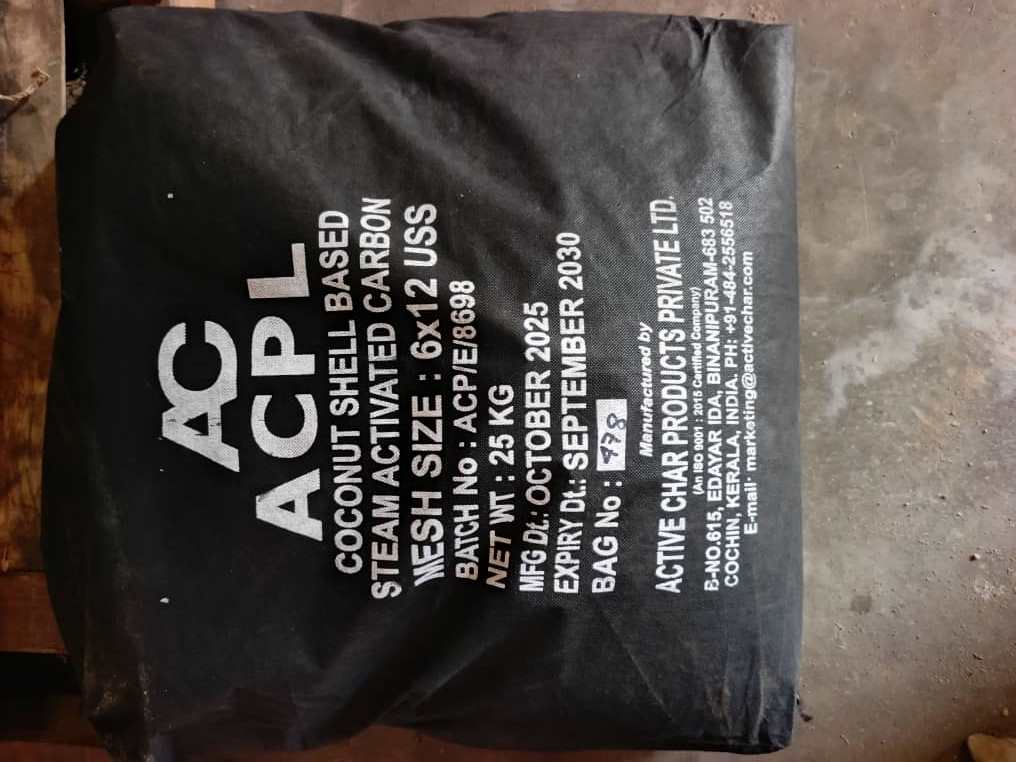 AC
ACPL
COCONUT SHELL BASED
STEAM ACTIVATED CARBON
MESH SIZE : 6x12 USS
BATCH No : ACP/E/8698
NET WT : 25 KG
MFG Dt.: OCTOBER 2025
EXPIRY Dt.: SEPTEMBER 2030
BAG No : 478
Manufactured by
ACTIVE CHAR PRODUCTS PRIVATE LTD.
(An ISO 9001 : 2015 Certified Company)
B-NO.615, EDAYAR IDA, BINANIPURAM-683 502
COCHIN, KERALA, INDIA. PH: +91-484-2556518
E-mail: marketing@activechar.com